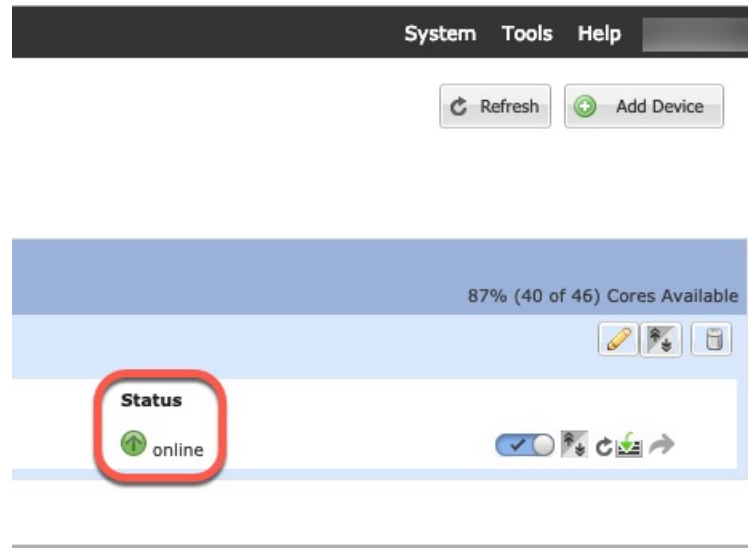 System Tools Help
Refresh Add Device
87% (40 of 46) Cores Available
Status
online